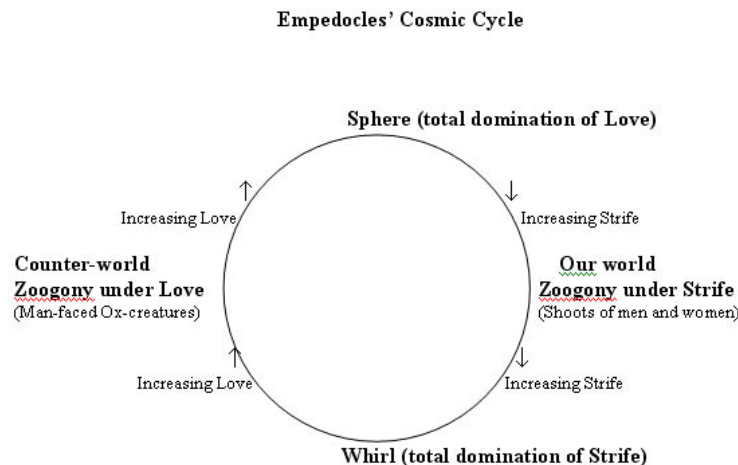 Empedocles’ Cosmic Cycle
Sphere (total domination of Love)
Increasing Love
Increasing Strife
Counter-world
Zoogony under Love
(Man-faced Ox-creatures)
Our world
Zoogony under Strife
(Shoots of men and women)
Increasing Love
Increasing Strife
Whirl (total domination of Strife)